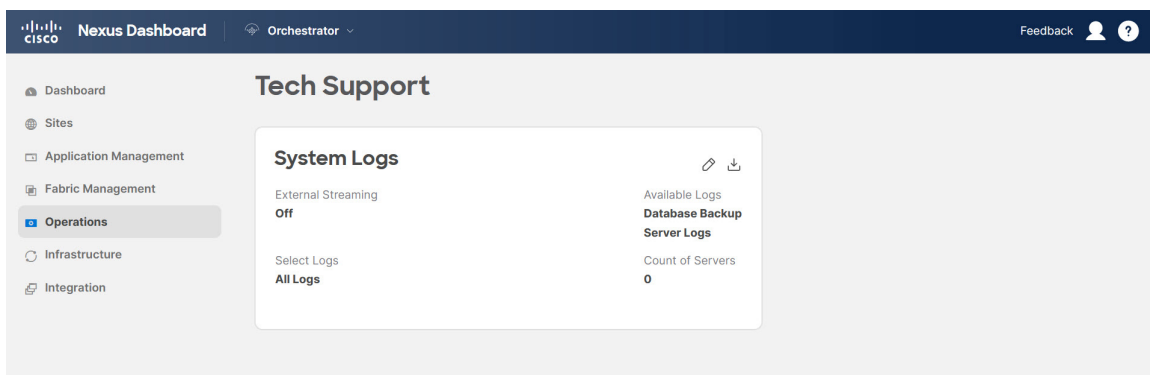 CISCO Nexus Dashboard Orchestrator Feedback ?
Dashboard
Sites
Application Management
Fabric Management
Operations
Infrastructure
Integration
Tech Support
System Logs
External Streaming
Off
Available Logs
Database Backup
Server Logs
Select Logs
All Logs
Count of Servers
0